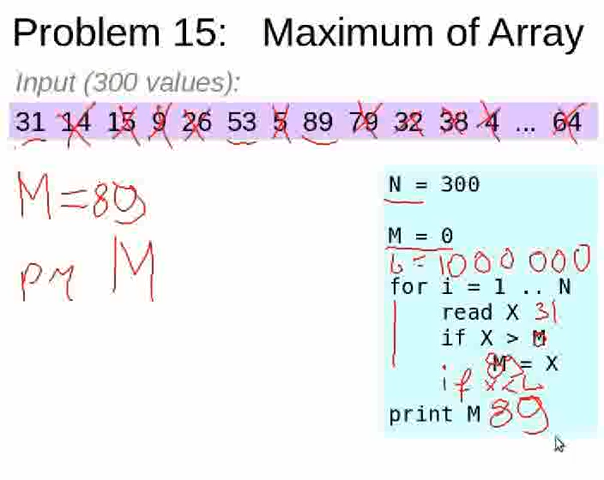 Problem 15: Maximum of Array
Input (300 values):
31 14 15 9 26 53 5 89 79 32 38 4 ... 64
M=89
N = 300
M = 0
L=1000 000
for i = 1 .. N
read X 31
if X > M
M = X
if X<L
print M 89
M